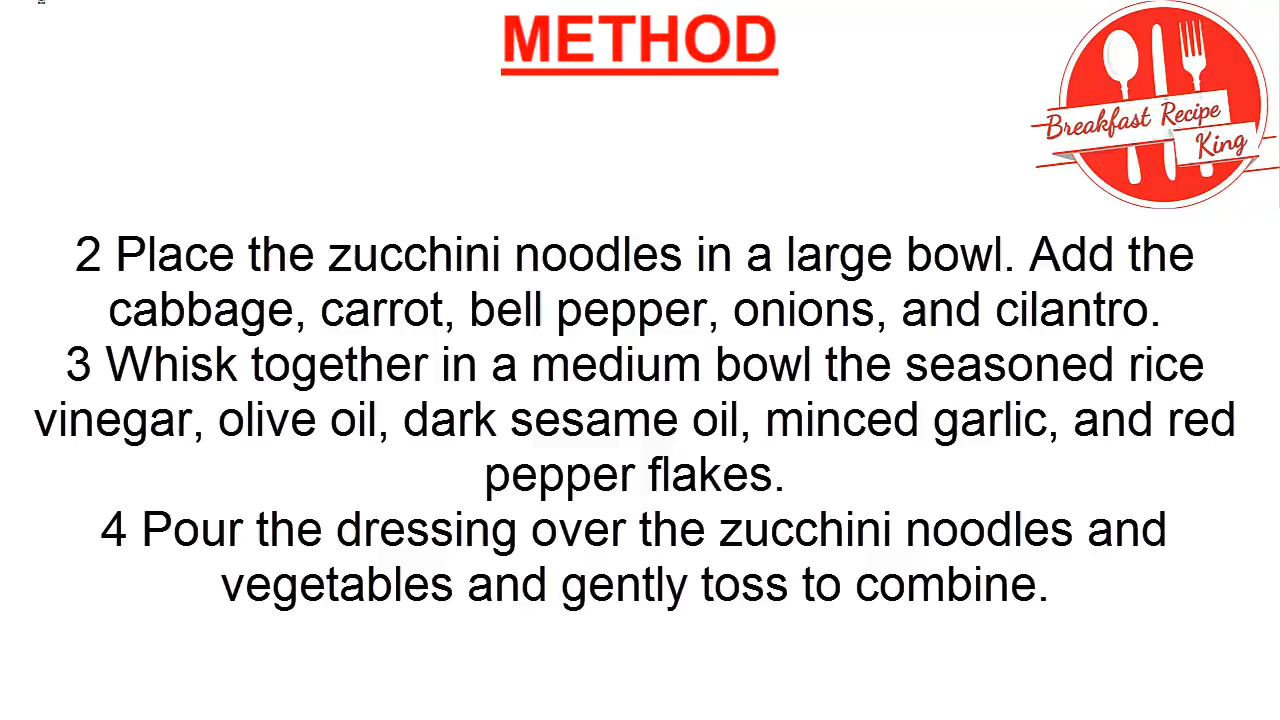 METHOD
Breakfast Recipe
King
2 Place the zucchini noodles in a large bowl. Add the
cabbage, carrot, bell pepper, onions, and cilantro.
3 Whisk together in a medium bowl the seasoned rice
vinegar, olive oil, dark sesame oil, minced garlic, and red
pepper flakes.
4 Pour the dressing over the zucchini noodles and
vegetables and gently toss to combine.